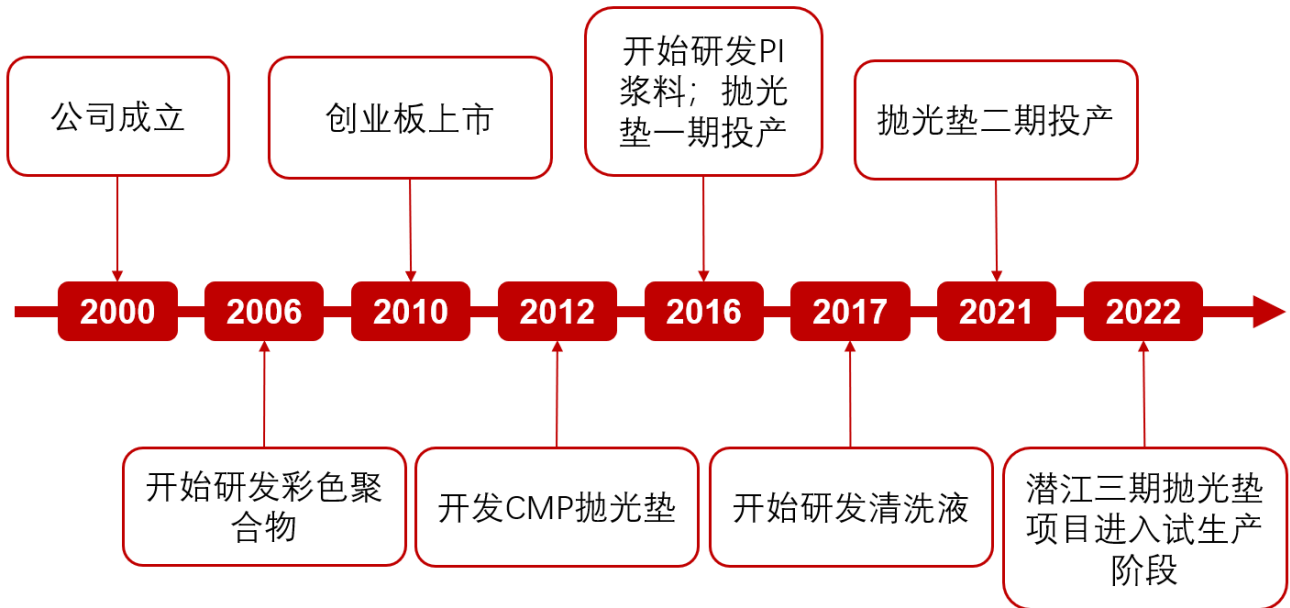 公司成立
创业板上市
开始研发PI
浆料；抛光
垫一期投产
抛光垫二期投产
2000
2006
2010
2012
2016
2017
2021
2022
开始研发彩色聚
合物
开发CMP抛光垫
开始研发清洗液
潜江三期抛光垫
项目进入试生产
阶段